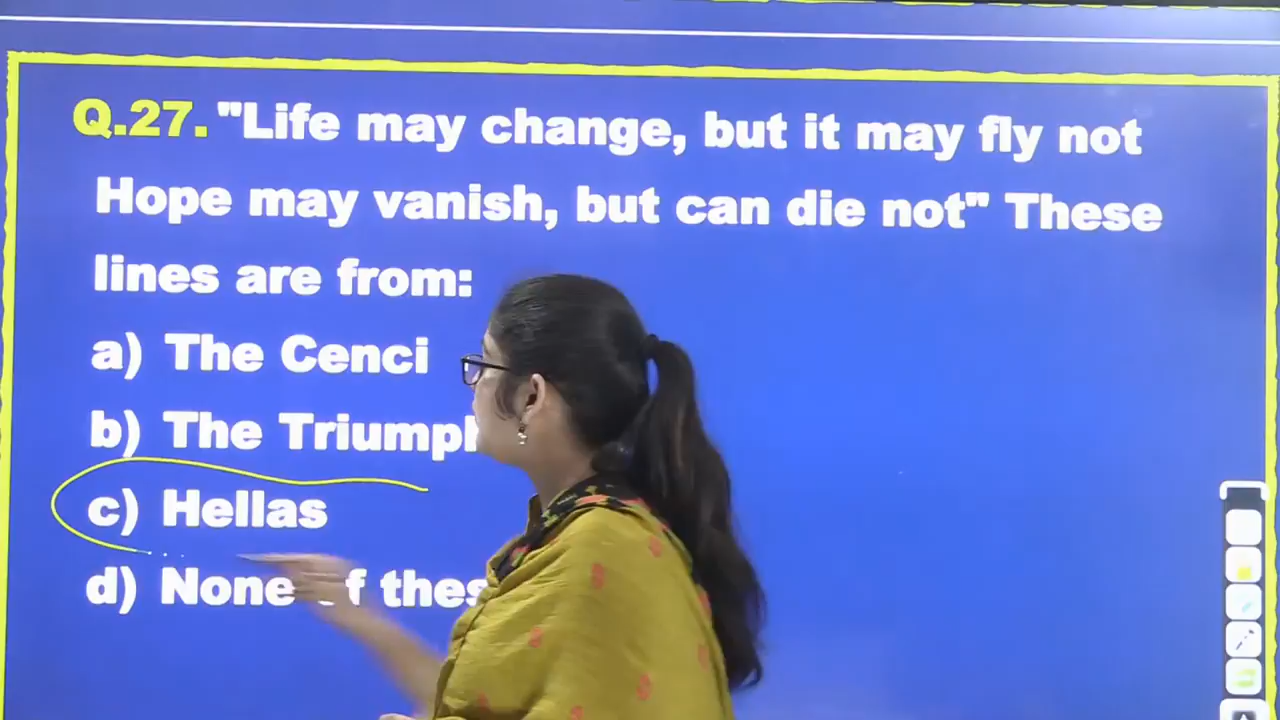 Q.27. "Life may change, but it may fly not
Hope may vanish, but can die not" These
lines are from:
a) The Cenci
b) The
c) Hellas
d) None